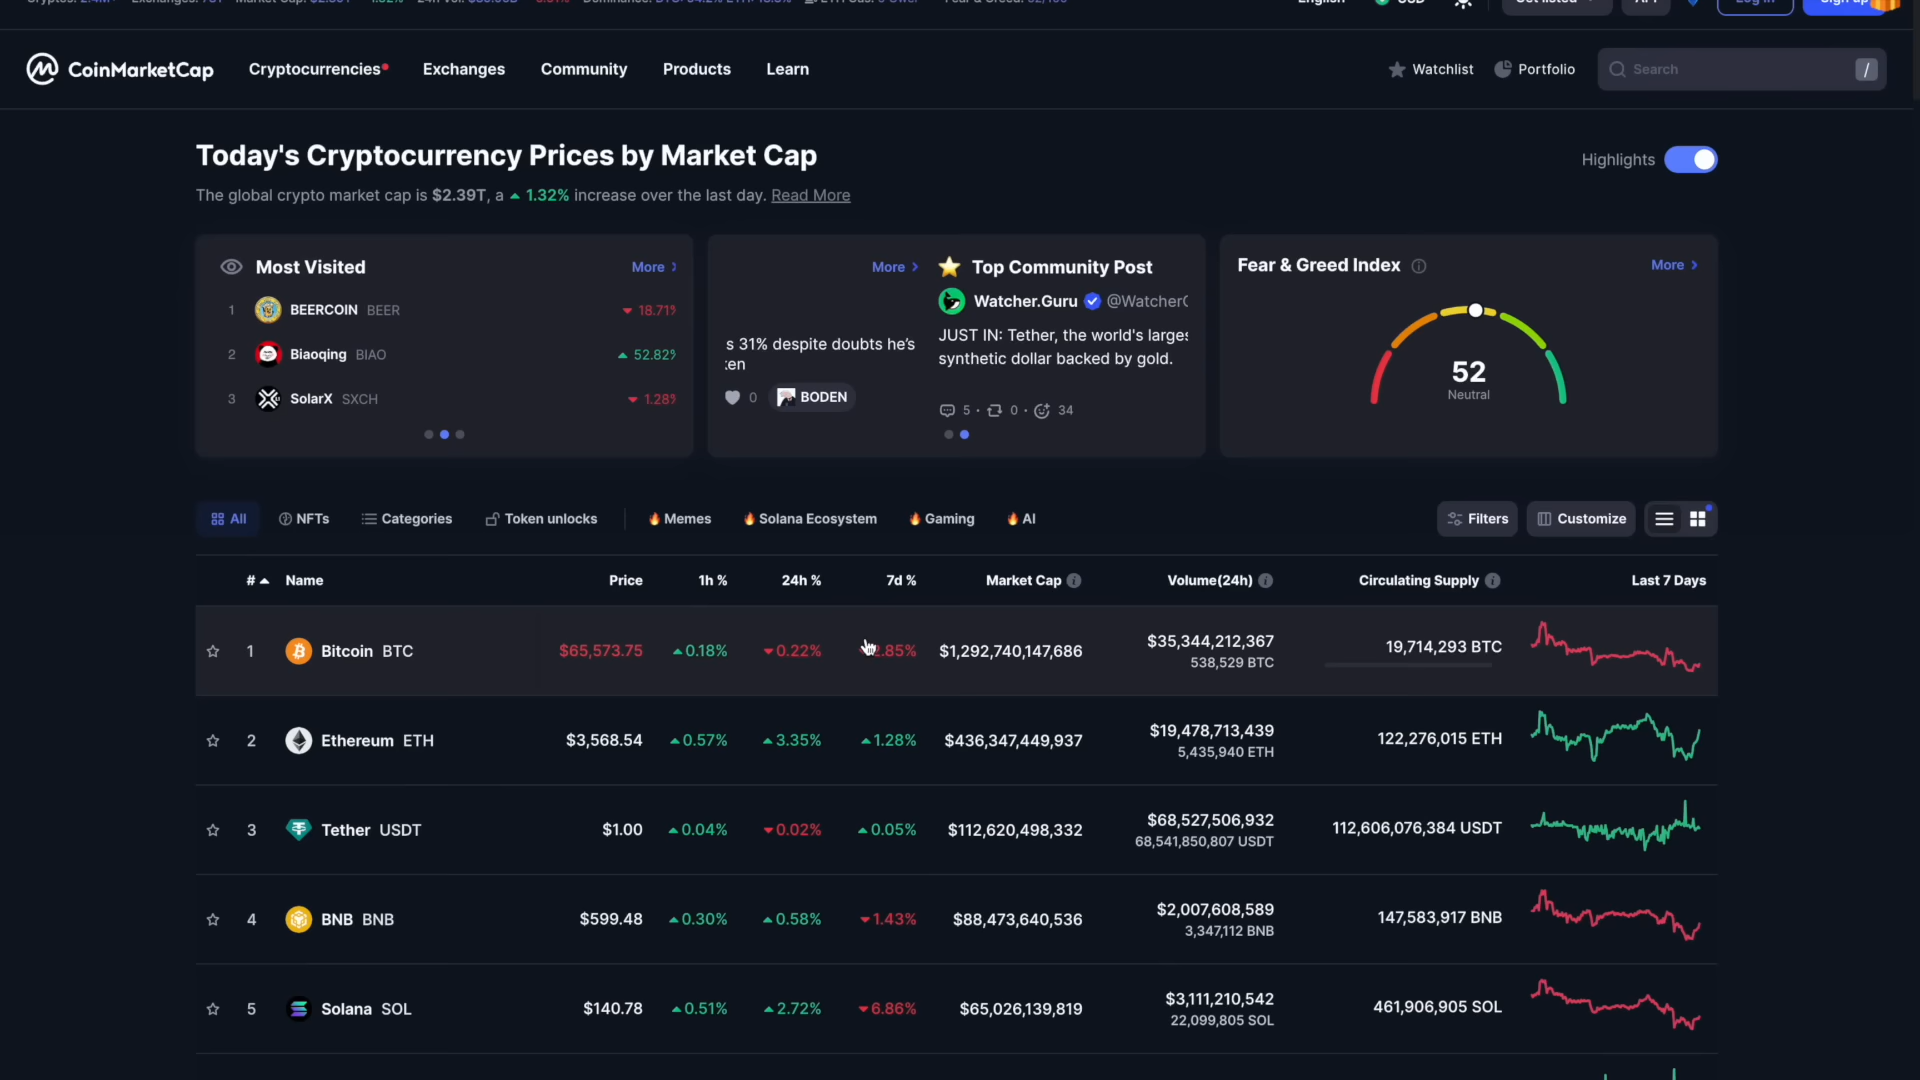 CoinMarketCap
Cryptocurrencies
Exchanges
Community
Products
Learn
Watchlist
Portfolio
Search
/
Today's Cryptocurrency Prices by Market Cap
Highlights
The global crypto market cap is $2.39T, a 1.32% increase over the last day. Read More
Most Visited
More
1 BEERCOIN BEER 18.71%
2 Biaoqing BIAO 52.82%
3 SolarX SXCH 1.28%
More
s 31% despite doubts he's
0 BODEN
Top Community Post
Watcher.Guru
JUST IN: Tether, the world's
synthetic dollar backed by gold.
5 · 0 · 34
Fear & Greed Index
More
52
Neutral
All
NFTs
Categories
Token unlocks
Memes
Solana Ecosystem
Gaming
AI
Filters
Customize
# Name Price 1h % 24h % 7d % Market Cap Volume(24h) Circulating Supply Last 7 Days
1 Bitcoin BTC $65,573.75 0.18% 0.22% .85% $1,292,740,147,686 $35,344,212,367 19,714,293 BTC
538,529 BTC
2 Ethereum ETH $3,568.54 0.57% 3.35% 1.28% $436,347,449,937 $19,478,713,439 122,276,015 ETH
5,435,940 ETH
3 Tether USDT $1.00 0.04% 0.02% 0.05% $112,620,498,332 $68,527,506,932 112,606,076,384 USDT
68,541,850,807 USDT
4 BNB BNB $599.48 0.30% 0.58% 1.43% $88,473,640,536 $2,007,608,589 147,583,917 BNB
3,347,112 BNB
5 Solana SOL $140.78 0.51% 2.72% 6.86% $65,026,139,819 $3,111,210,542 461,906,905 SOL
22,099,805 SOL